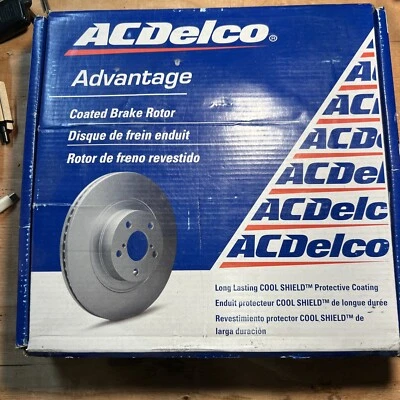 ACDelco®
Advantage
Coated Brake Rotor
Disque de frein enduit
Rotor de freno revestido
ACDelco
ACDelco
ACDelco
Long Lasting COOL SHIELD™ Protective Coating
Enduit protecteur COOL SHIELD™ de longue durée
Revestimiento protector COOL SHIELD™ de
larga duración